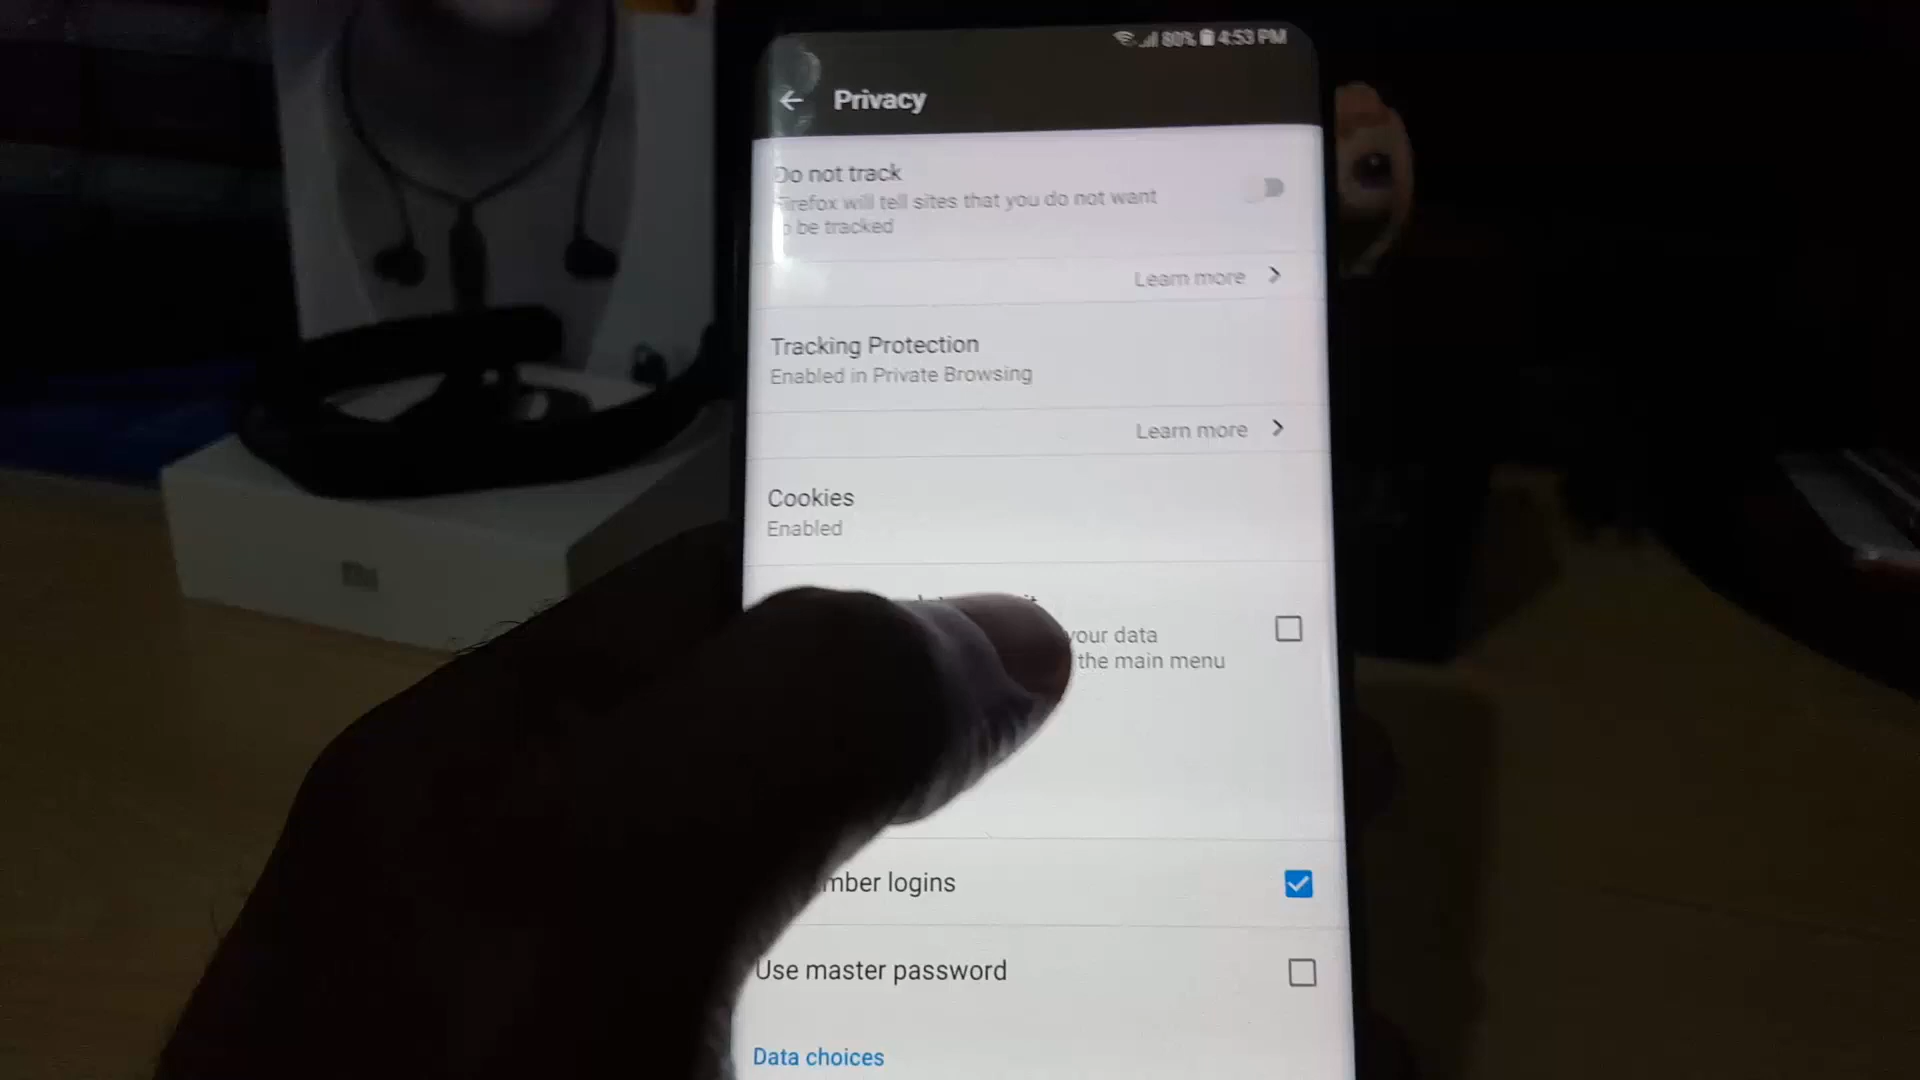 80% 4:53 PM
Privacy
Do not track
Firefox will tell sites that you do not want
to be tracked
Learn more
Tracking Protection
Enabled in Private Browsing
Learn more
Cookies
Enabled
your data
the main menu
mber logins
Use master password
Data choices
mi